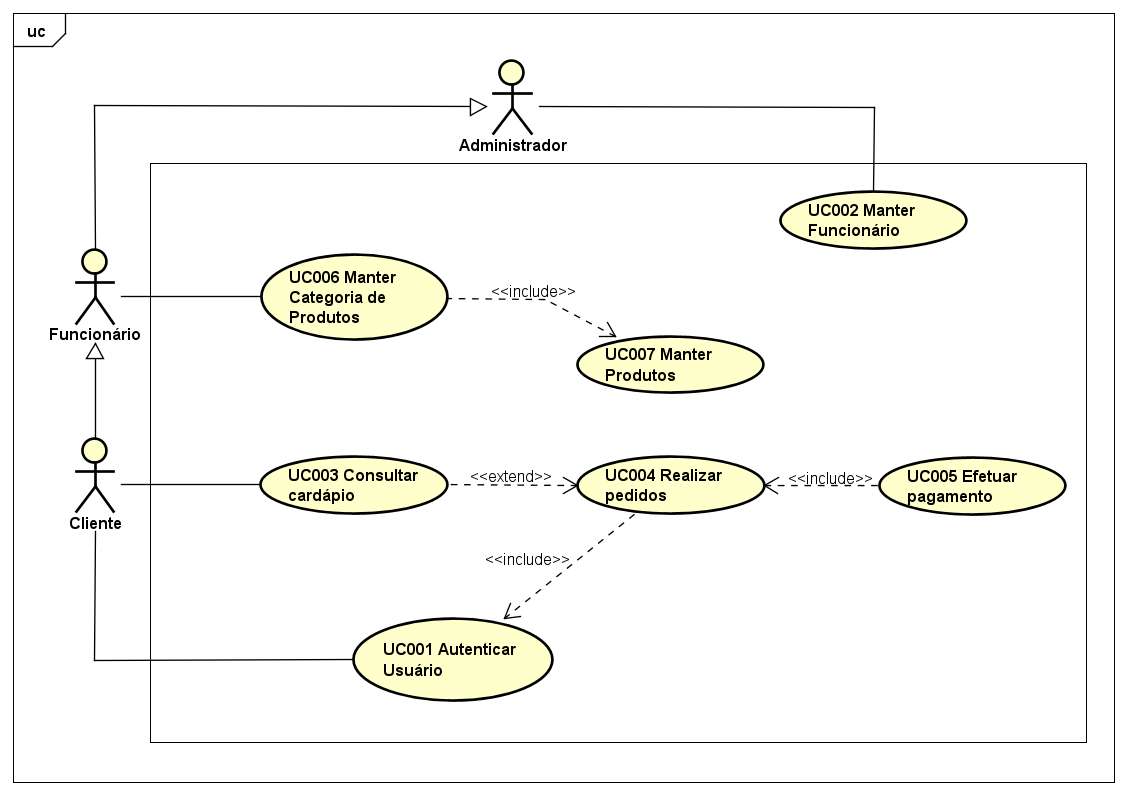 uc
Administrador
UC002 Manter
Funcionário
UC006 Manter
Categoria de
Produtos
<<include>>
Funcionário
UC007 Manter
Produtos
UC003 Consultar
cardápio
<<extend>>
UC004 Realizar
pedidos
<<include>>
UC005 Efetuar
pagamento
Cliente
<<include>>
UC001 Autenticar
Usuário